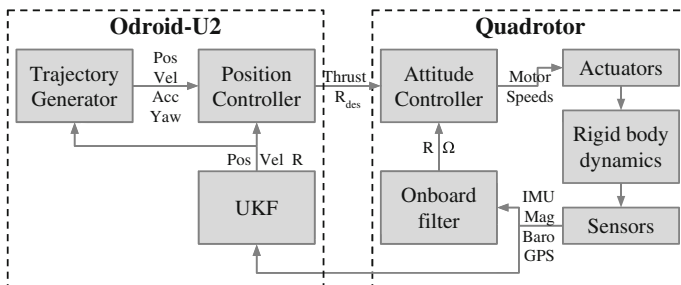 Odroid-U2
Quadrotor
Trajectory
Generator
Pos
Vel
Acc
Yaw
Position
Controller
Thrust
R_des
Attitude
Controller
Motor
Speeds
Actuators
Rigid body
dynamics
Pos Vel R
R Ω
UKF
Onboard
filter
IMU
Mag
Baro
GPS
Sensors